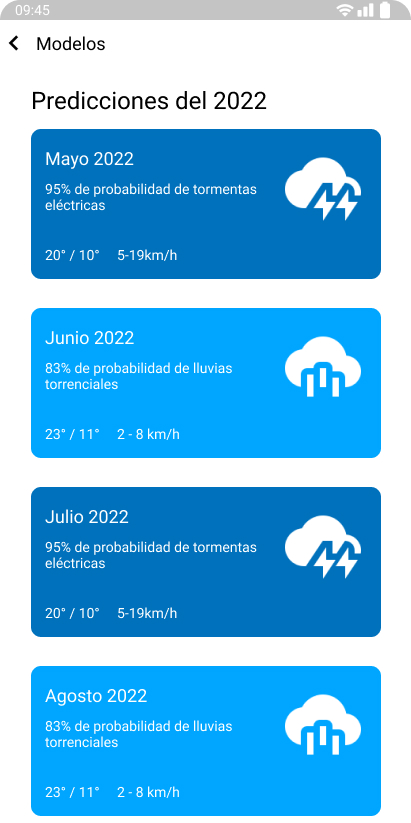 09:45
Modelos
Predicciones del 2022
Mayo 2022
95% de probabilidad de tormentas
eléctricas
20° / 10° 5-19km/h
Junio 2022
83% de probabilidad de lluvias
torrenciales
23° / 11° 2 - 8 km/h
Julio 2022
95% de probabilidad de tormentas
eléctricas
20° / 10° 5-19km/h
Agosto 2022
83% de probabilidad de lluvias
torrenciales
23° / 11° 2 - 8 km/h